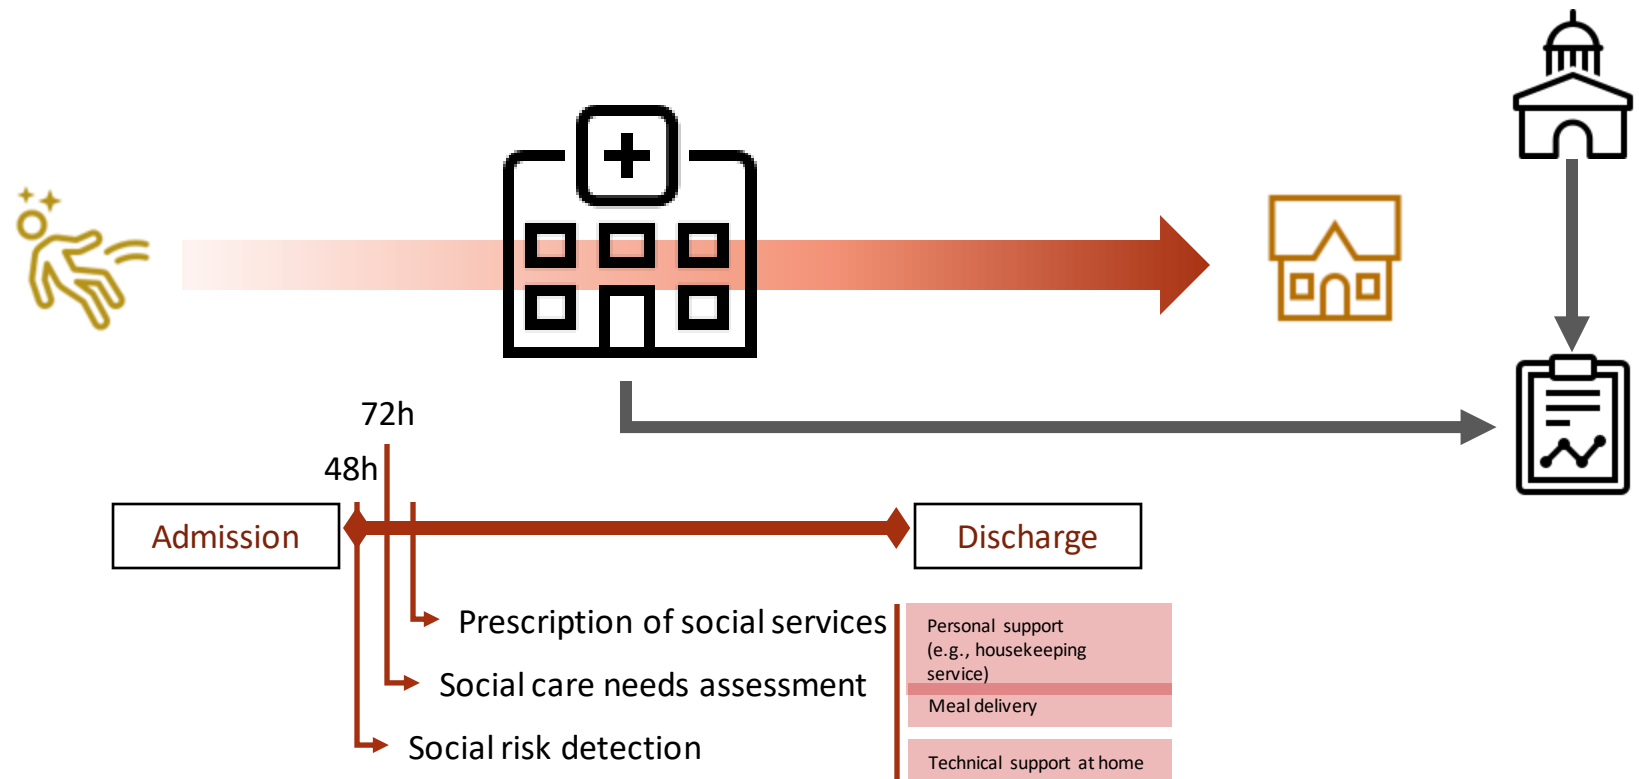 72h
48h
Admission
Discharge
Prescription of social services
Personal support
(e.g., housekeeping
service)
Social care needs assessment
Meal delivery
Social risk detection
Technical support at home